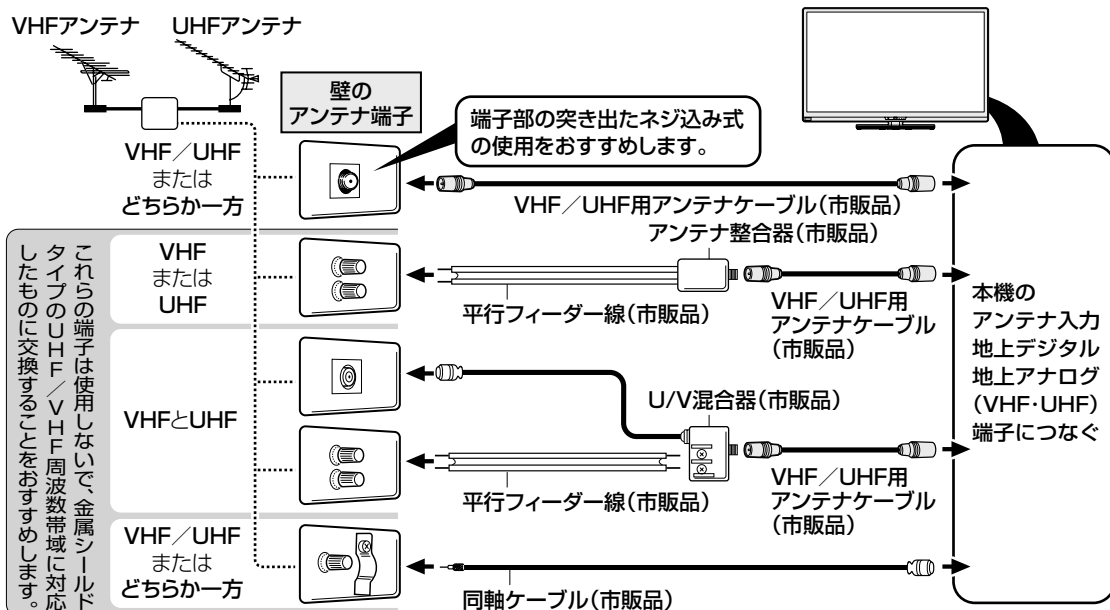 VHFアンテナ
UHFアンテナ
壁の
アンテナ端子
端子部の突き出たネジ込み式
の使用をおすすめします。
VHF／UHF
または
どちらか一方
VHF／UHF用アンテナケーブル（市販品）
これらの端子は使用しないで、金属シールド
タイプのUHF／VHF周波数帯域に対応
したものに交換することをおすすめします。
VHF
または
UHF
アンテナ整合器（市販品）
平行フィーダー線（市販品）
VHF／UHF用
アンテナケーブル
（市販品）
VHFとUHF
U/V混合器（市販品）
平行フィーダー線（市販品）
VHF／UHF用
アンテナケーブル
（市販品）
VHF／UHF
または
どちらか一方
同軸ケーブル（市販品）
本機の
アンテナ入力
地上デジタル
地上アナログ
（VHF・UHF）
端子につなぐ